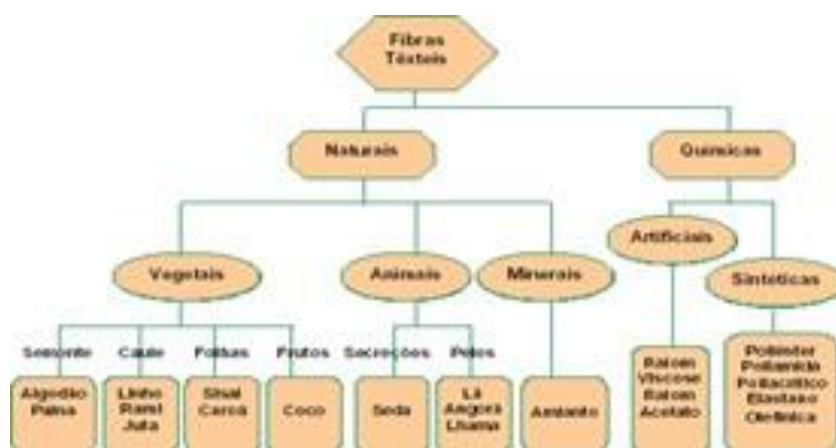 Fibras
Têxteis
Naturais
Químicas
Artificiais
Vegetais
Animais
Minerais
Sintéticas
Semente
Caule
Folhas
Frutos
Secreções
Pelos
Algodão
Paina
Linho
Rami
Juta
Sisal
Caroá
Coco
Seda
Lã
Angorá
Lhama
Amianto
Raiom
Viscose
Raiom
Acetato
Poliéster
Poliamida
Poliacrílico
Elastano
Olefínica